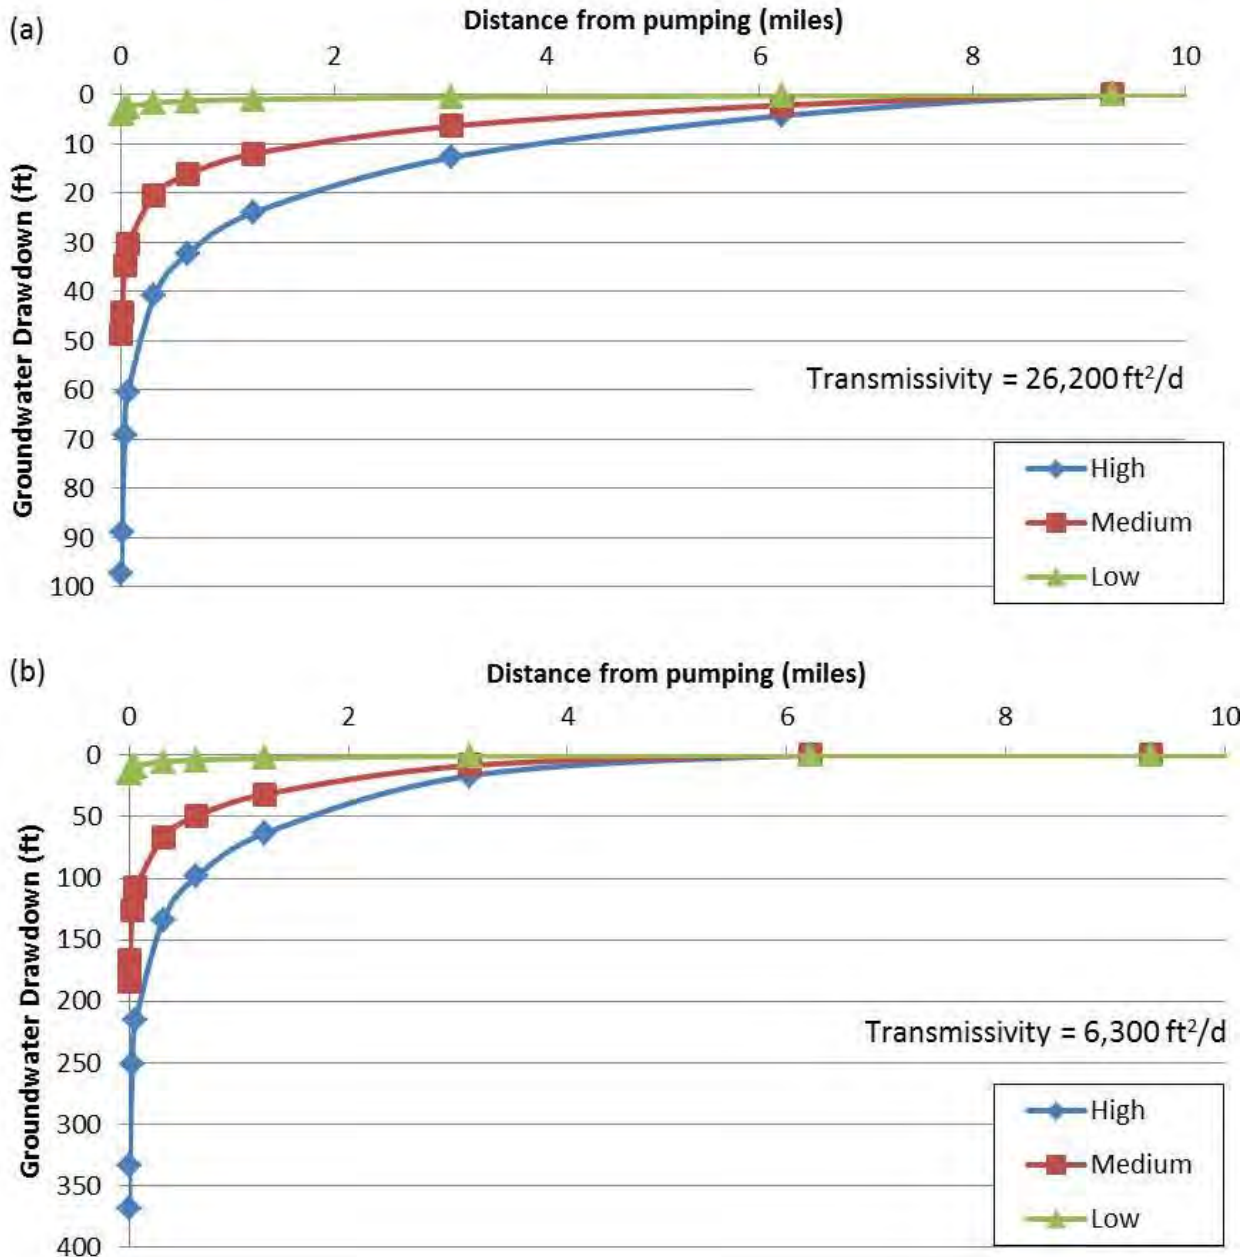 (a)
Distance from pumping (miles)
0 2 4 6 8 10
0
10
20
30
40
50
60
70
80
90
100
Groundwater Drawdown (ft)
Transmissivity = 26,200 ft²/d
High
Medium
Low
(b)
Distance from pumping (miles)
0 2 4 6 8 10
0
50
100
150
200
250
300
350
400
Groundwater Drawdown (ft)
Transmissivity = 6,300 ft²/d
High
Medium
Low